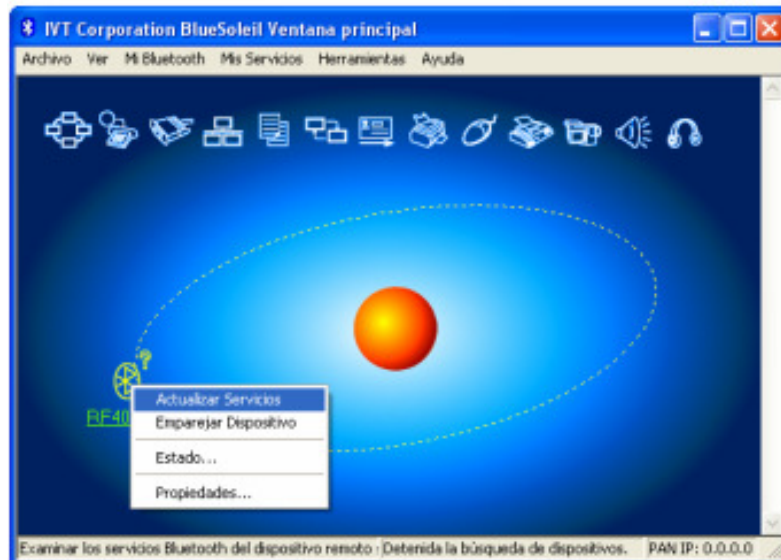 IVT Corporation BlueSoleil Ventana principal
Archivo Ver Mi Bluetooth Mis Servicios Herramientas Ayuda
?
Actualizar Servicios
RF40
Emparejar Dispositivo
Estado...
Propiedades...
Examinar los servicios Bluetooth del dispositivo remoto Detenida la búsqueda de dispositivos. PAN IP: 0.0.0.0